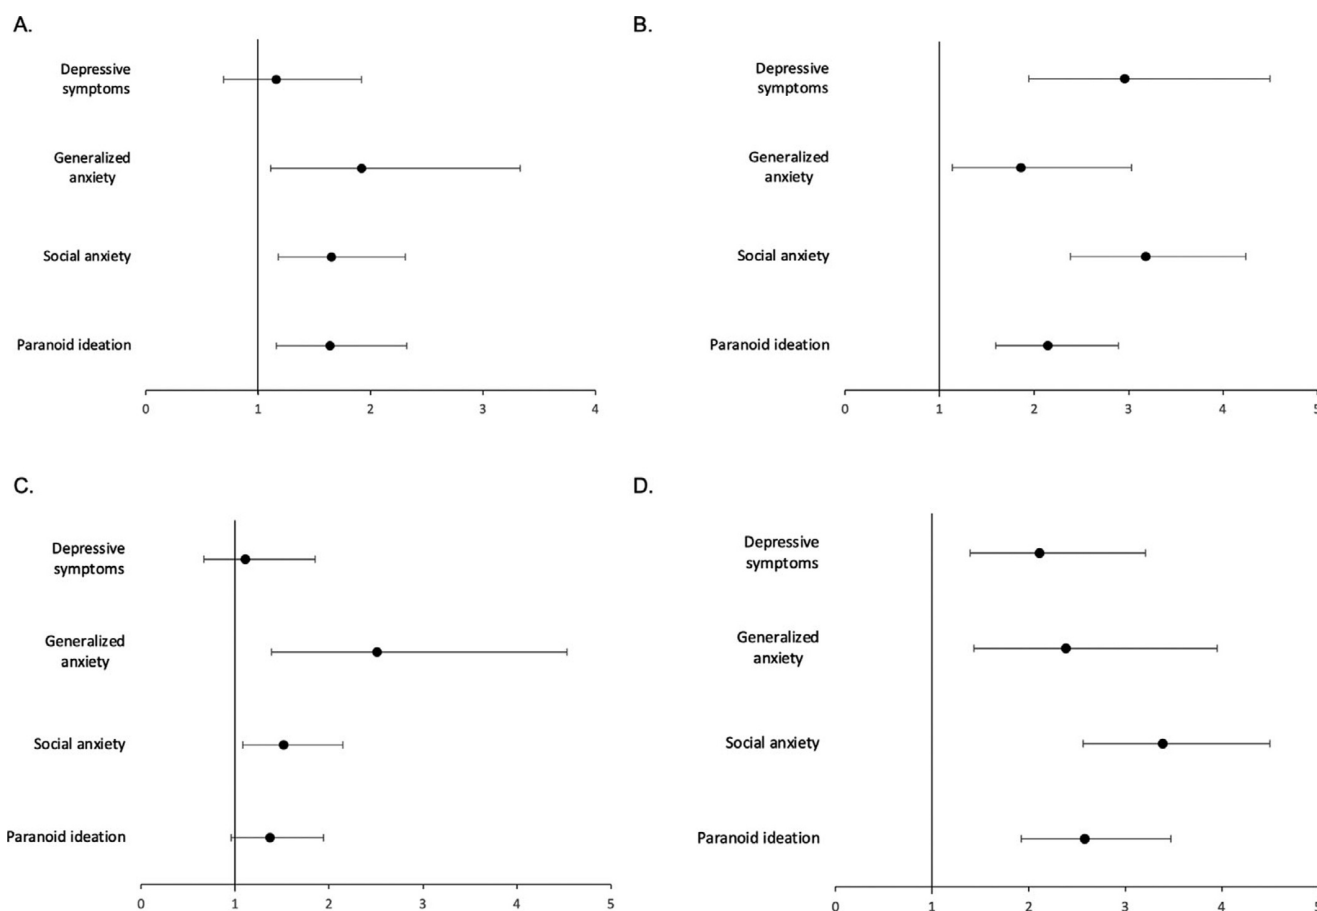 A.
Depressive
symptoms
Generalized
anxiety
Social anxiety
Paranoid ideation
0 1 2 3 4
B.
Depressive
symptoms
Generalized
anxiety
Social anxiety
Paranoid ideation
0 1 2 3 4 5
C.
Depressive
symptoms
Generalized
anxiety
Social anxiety
Paranoid ideation
0 1 2 3 4 5
D.
Depressive
symptoms
Generalized
anxiety
Social anxiety
Paranoid ideation
0 1 2 3 4 5